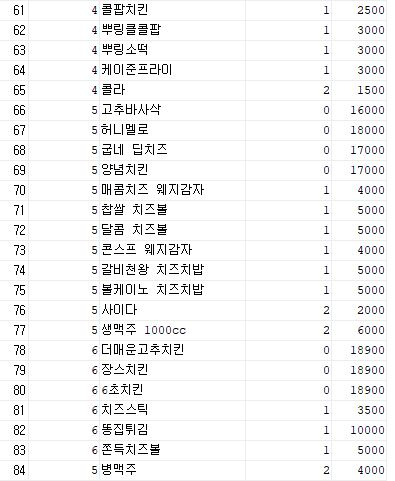 61 4 콜팝치킨 1 2500
62 4 뿌링클콜팝 1 3000
63 4 뿌링소떡 1 3000
64 4 케이준프라이 1 3000
65 4 콜라 2 1500
66 5 고추바사삭 0 16000
67 5 허니멜로 0 18000
68 5 굽네 딥치즈 0 17000
69 5 양념치킨 0 17000
70 5 매콤치즈 웨지감자 1 4000
71 5 찹쌀 치즈볼 1 5000
72 5 달콤 치즈볼 1 5000
73 5 콘스프 웨지감자 1 4000
74 5 갈비천왕 치즈치밥 1 5000
75 5 볼케이노 치즈치밥 1 5000
76 5 사이다 2 2000
77 5 생맥주 1000cc 2 6000
78 6 더매운고추치킨 0 18900
79 6 장스치킨 0 18900
80 6 6초치킨 0 18900
81 6 치즈스틱 1 3500
82 6 똥집튀김 1 10000
83 6 쫀득치즈볼 1 5000
84 5 병맥주 2 4000